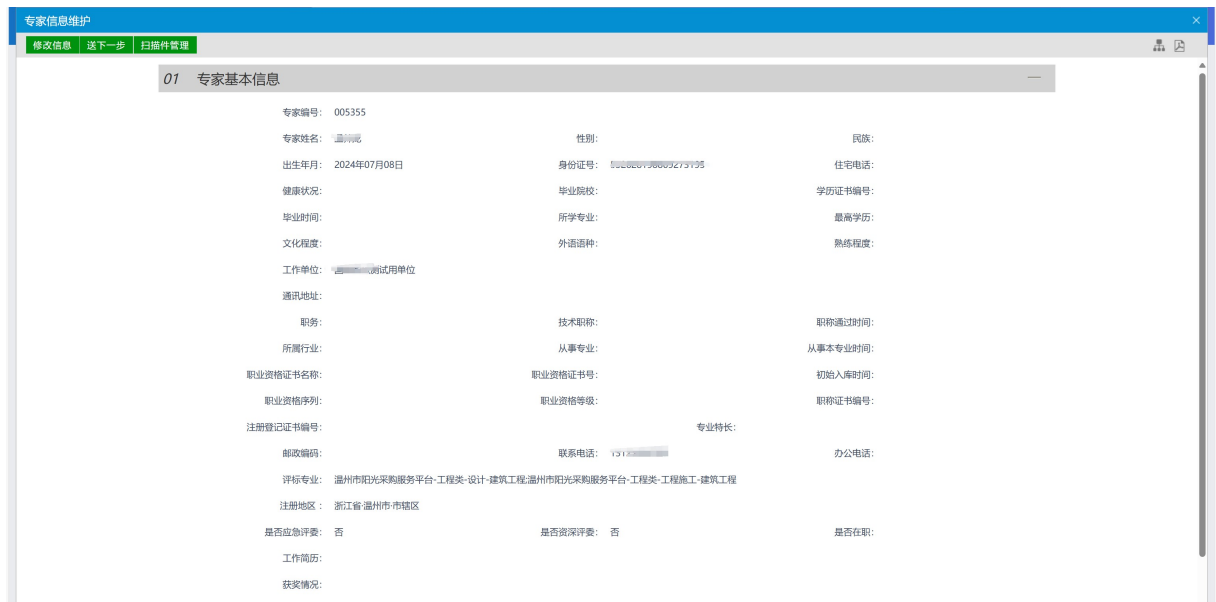 专家信息维护
修改信息 送下一步 扫描件管理
01 专家基本信息
专家编号： 005355
专家姓名： 性别： 民族：
出生年月： 2024年07月08日 身份证号： 住宅电话：
健康状况： 毕业院校： 学历证书编号：
毕业时间： 所学专业： 最高学历：
文化程度： 外语语种： 熟练程度：
工作单位： 测试用单位
通讯地址：
职务： 技术职称： 职称通过时间：
所属行业： 从事专业： 从事本专业时间：
职业资格证书名称： 职业资格证书号： 初始入库时间：
职业资格序列： 职业资格等级： 职称证书编号：
注册登记证书编号： 专业特长：
邮政编码： 联系电话： 办公电话：
评标专业： 温州市阳光采购服务平台-工程类-设计-建筑工程;温州市阳光采购服务平台-工程类-工程施工-建筑工程
注册地区 ： 浙江省·温州市·市辖区
是否应急评委： 否 是否资深评委： 否 是否在职：
工作简历：
获奖情况：